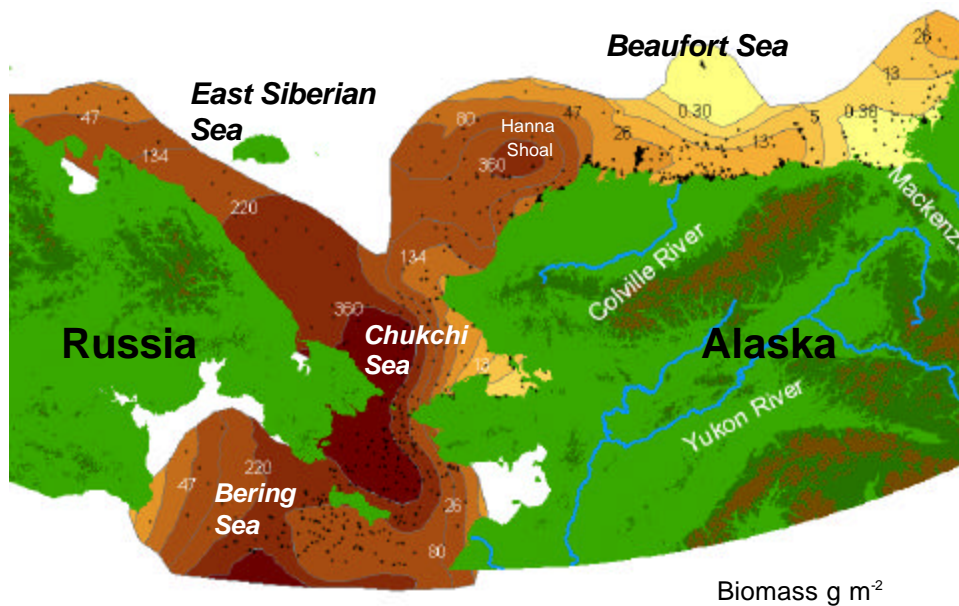 Beaufort Sea
26
13
East Siberian
Sea
47
80
47
0.30
5
0.38
Hanna
Shoal
26
13
134
360
220
Mackenz
134
Colville River
360
Chukchi
Sea
Russia
Alaska
13
Yukon River
220
47
Bering
Sea
26
80
Biomass g m-2